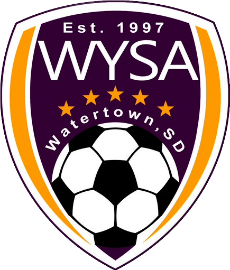 Est. 1997
WYSA
Watertown, SD